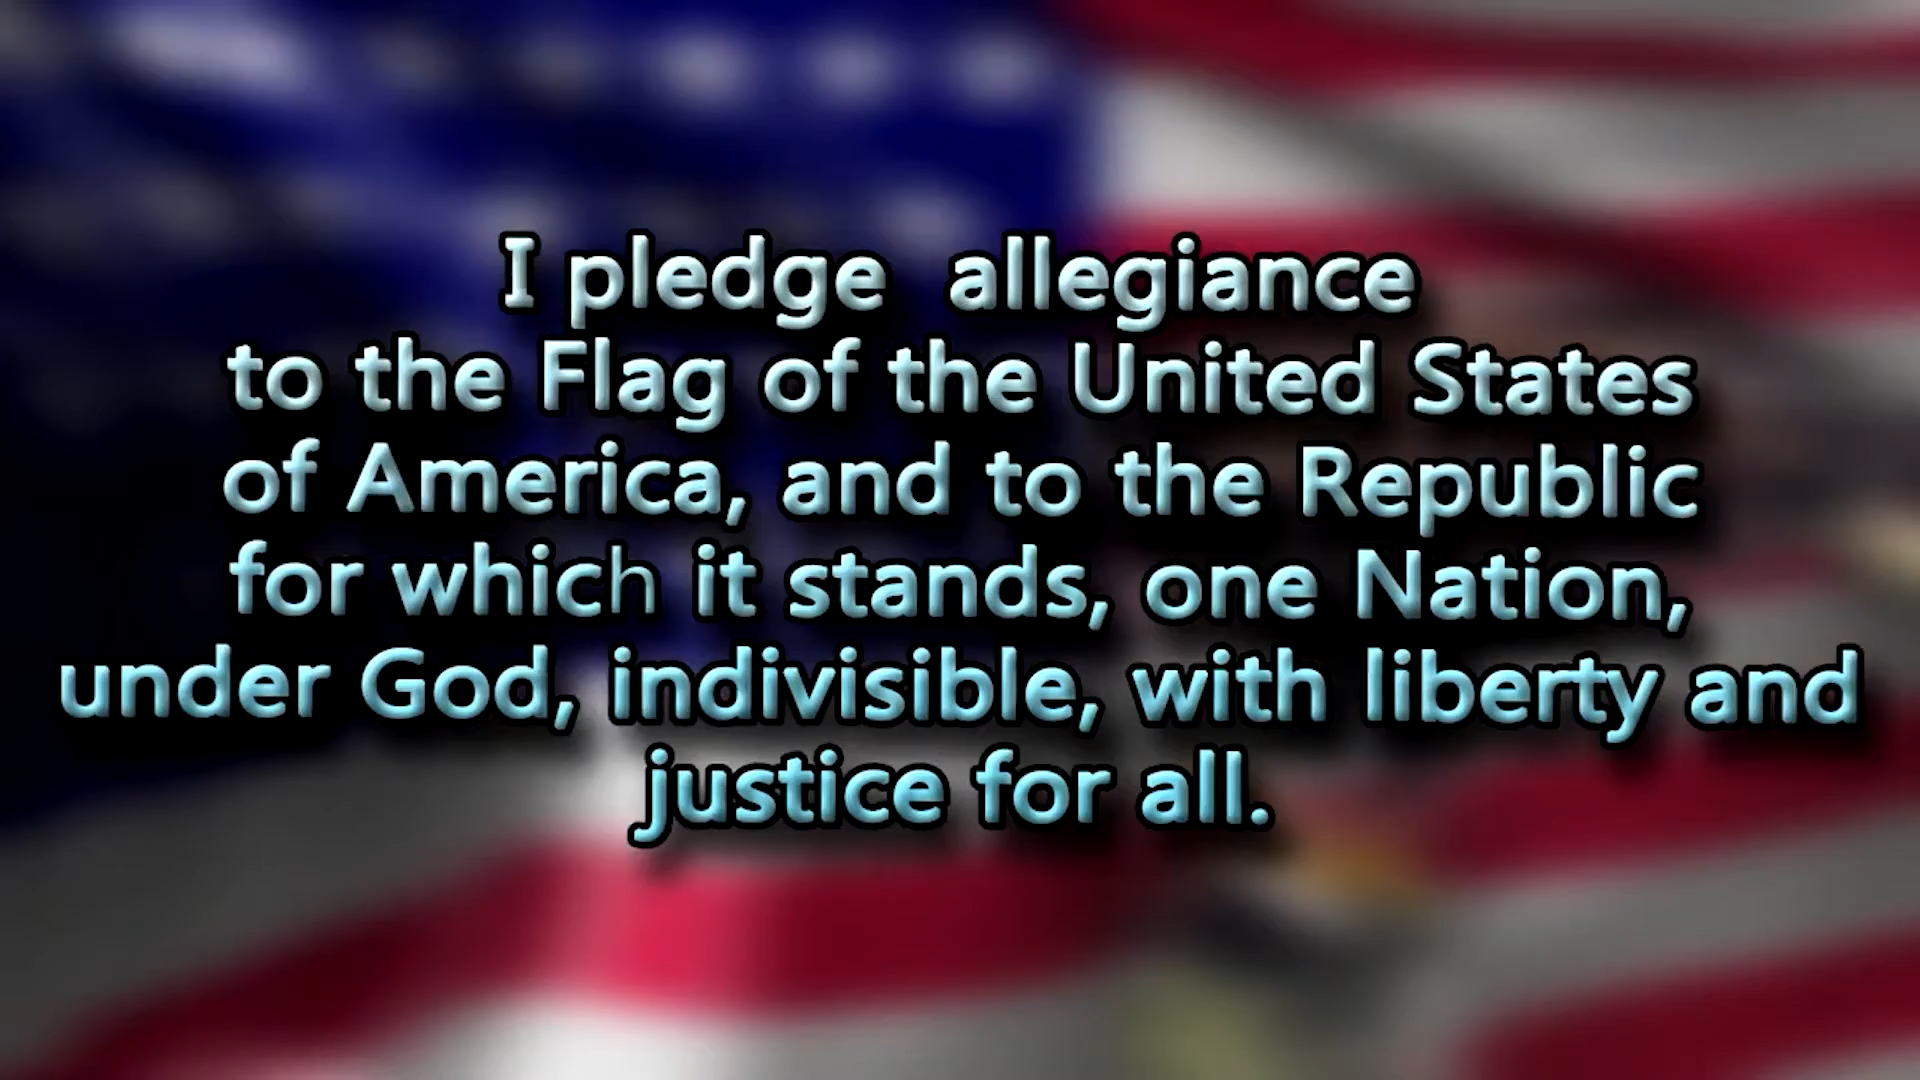 I pledge  allegiance
to the Flag of the United States
of America, and to the Republic
for which it stands, one Nation,
under God, indivisible, with liberty and
justice for all.